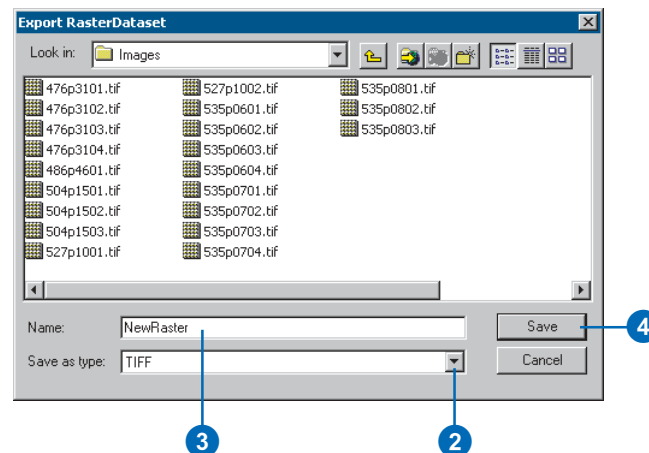 Export RasterDataset
Look in: Images
476p3101.tif 527p1002.tif 535p0801.tif
476p3102.tif 535p0601.tif 535p0802.tif
476p3103.tif 535p0602.tif 535p0803.tif
476p3104.tif 535p0603.tif
486p4601.tif 535p0604.tif
504p1501.tif 535p0701.tif
504p1502.tif 535p0702.tif
504p1503.tif 535p0703.tif
527p1001.tif 535p0704.tif
Name: NewRaster Save 4
Save as type: TIFF Cancel
3 2